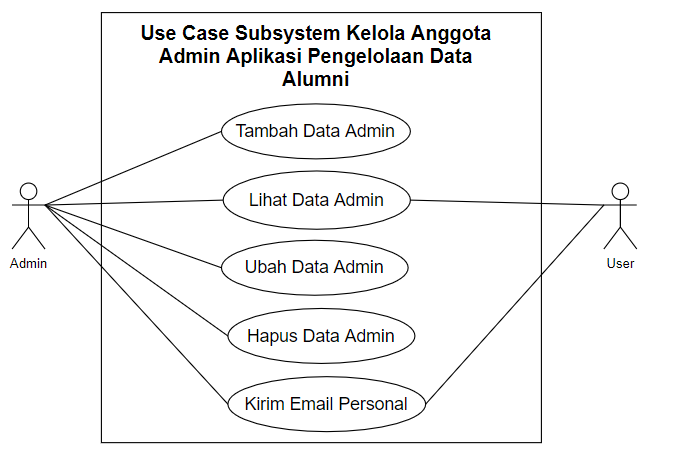 Use Case Subsystem Kelola Anggota
Admin Aplikasi Pengelolaan Data
Alumni
Tambah Data Admin
Lihat Data Admin
Ubah Data Admin
Hapus Data Admin
Kirim Email Personal
Admin
User